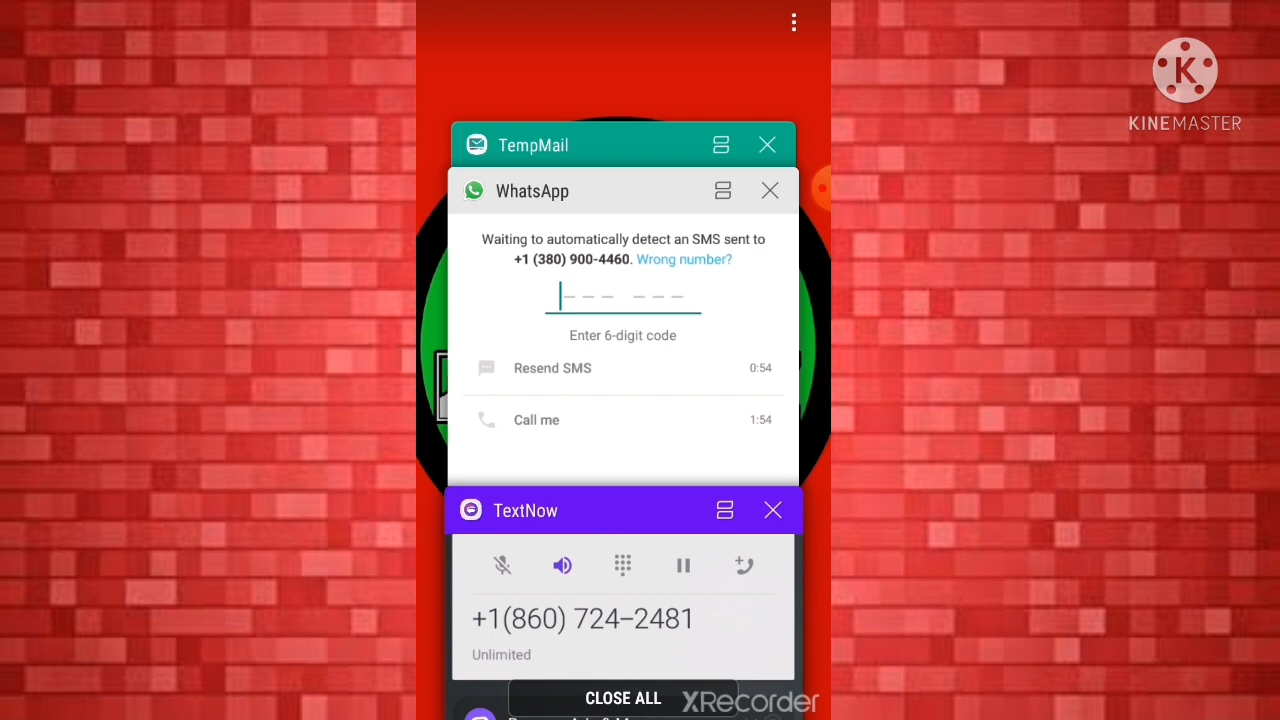 KINEMASTER
TempMail
WhatsApp
Waiting to automatically detect an SMS sent to
+1 (380) 900-4460. Wrong number?
Enter 6-digit code
Resend SMS 0:54
Call me 1:54
TextNow
+1(860) 724-2481
Unlimited
CLOSE ALL
XRecorder